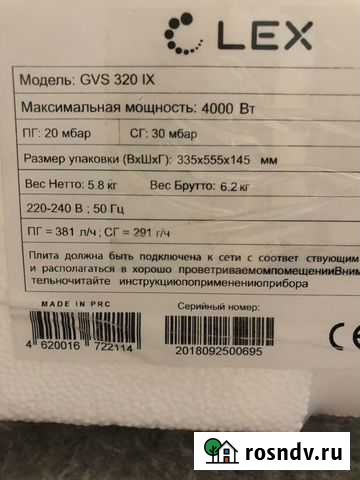 LEX
Модель: GVS 320 IX
Максимальная мощность: 4000 Вт
ПГ: 20 мбар СГ: 30 мбар
Размер упаковки (ВхШхГ): 335x555x145 мм
Вес Нетто: 5.8 кг Вес Брутто: 6.2 кг
220-240 В ; 50 Гц
ПГ = 381 л/ч ; СГ = 291 г/ч
Плита должна быть подключена к сети с соответ ствующим
и располагаться в хорошо проветриваемомпомещенииВним
тельночитайте инструкциопоприменениюприбора
MADE IN PRC Серийный номер:
4 620016 722114 2018092500695
CE
rosndv.ru